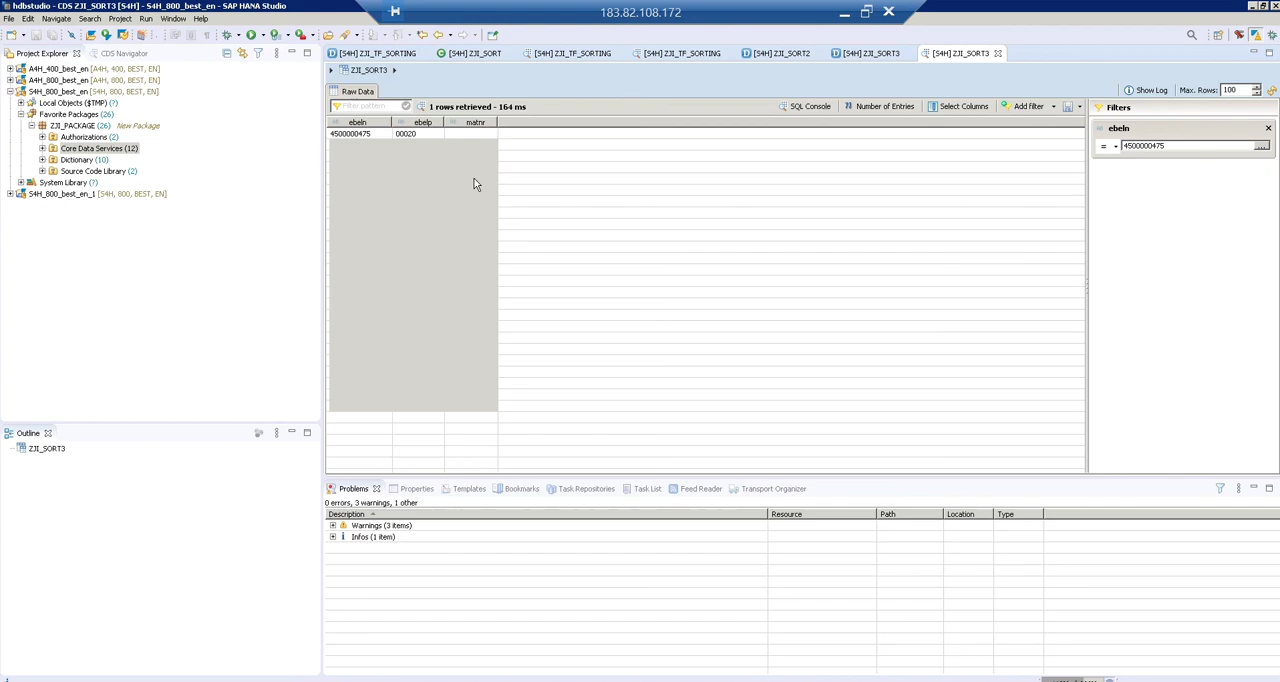 hdbstudio - CDS ZJI_SORT3 [S4H] - S4H_800_best_en - SAP HANA Studio
183.82.108.172
File Edit Navigate Search Project Run Window Help
Project Explorer CDS Navigator
[S4H] ZJI_TF_SORTING [S4H] ZJI_SORT [S4H] ZJI_TF_SORTING [S4H] ZJI_TF_SORTING [S4H] ZJI_SORT2 [S4H] ZJI_SORT3 [S4H] ZJI_SORT3
A4H_400_best_en [A4H, 400, BEST, EN]
A4H_800_best_en [A4H, 800, BEST, EN]
S4H_800_best_en [S4H, 800, BEST, EN]
Local Objects ($TMP) (?)
Favorite Packages (26)
ZJI_PACKAGE (26) New Package
Authorizations (2)
Core Data Services (12)
Dictionary (10)
Source Code Library (2)
System Library (?)
S4H_800_best_en_1 [S4H, 800, BEST, EN]
ZJI_SORT3
Raw Data
Show Log Max. Rows: 100
Filter pattern 1 rows retrieved - 164 ms SQL Console Number of Entries Select Columns Add filter
ebeln ebelp matnr
4500000475 00020
Filters
ebeln
= 4500000475
Outline
ZJI_SORT3
Problems Properties Templates Bookmarks Task Repositories Task List Feed Reader Transport Organizer
0 errors, 3 warnings, 1 other
Description Resource Path Location Type
Warnings (3 items)
Infos (1 item)